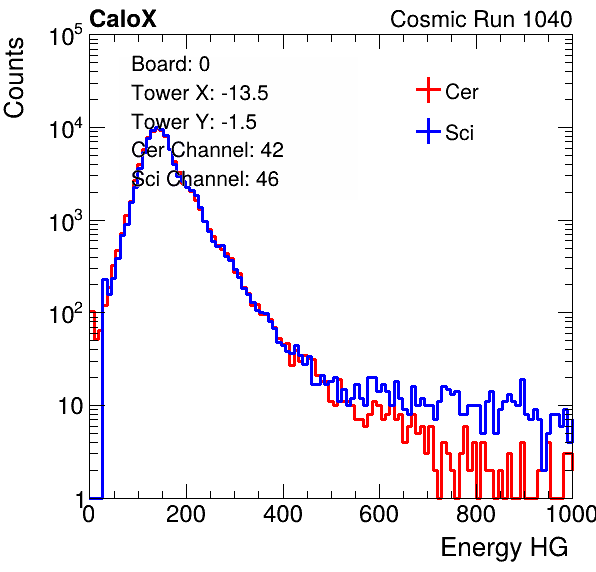 CaloX Cosmic Run 1040
Counts
10^5
10^4
10^3
10^2
10
1
Board: 0
Tower X: -13.5
Tower Y: -1.5
Cer Channel: 42
Sci Channel: 46
Cer
Sci
0 200 400 600 800 1000
Energy HG